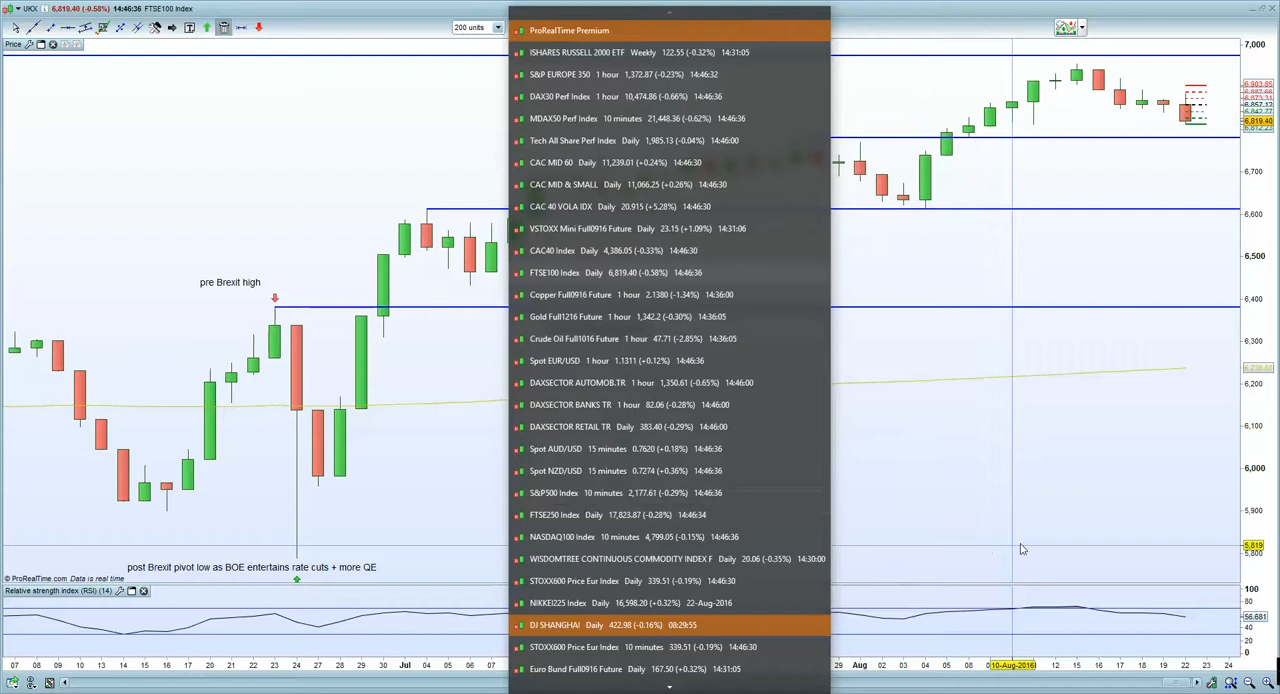 UKX 6,819.40 (-0.58%) 14:46:36 FTSE100 Index
200 units
Price
ProRealTime Premium
ISHARES RUSSELL 2000 ETF Weekly 122.55 (-0.32%) 14:31:05
S&P EUROPE 350 1 hour 1,372.87 (-0.23%) 14:46:32
DAX30 Perf Index 1 hour 10,474.86 (-0.66%) 14:46:36
MDAX50 Perf Index 10 minutes 21,448.36 (-0.62%) 14:46:36
Tech All Share Perf Index Daily 1,985.13 (-0.04%) 14:46:00
CAC MID 60 Daily 11,239.01 (+0.24%) 14:46:30
CAC MID & SMALL Daily 11,066.25 (+0.26%) 14:46:30
CAC 40 VOLA IDX Daily 20.915 (+5.28%) 14:46:30
VSTOXX Mini Full0916 Future Daily 23.15 (+1.09%) 14:31:06
CAC40 Index Daily 4,386.05 (-0.33%) 14:46:30
FTSE100 Index Daily 6,819.40 (-0.58%) 14:46:36
Copper Full0916 Future 1 hour 2.1380 (-1.34%) 14:36:00
Gold Full1216 Future 1 hour 1,342.2 (-0.30%) 14:36:05
Crude Oil Full1016 Future 1 hour 47.71 (-2.85%) 14:36:05
Spot EUR/USD 1 hour 1.1311 (+0.12%) 14:46:36
DAXSECTOR AUTOMOB.TR 1 hour 1,350.61 (-0.65%) 14:46:00
DAXSECTOR BANKS TR 1 hour 82.06 (-0.28%) 14:46:00
DAXSECTOR RETAIL TR Daily 383.40 (-0.29%) 14:46:00
Spot AUD/USD 15 minutes 0.7620 (+0.18%) 14:46:36
Spot NZD/USD 15 minutes 0.7274 (+0.36%) 14:46:36
S&P500 Index 10 minutes 2,177.61 (-0.29%) 14:46:36
FTSE250 Index Daily 17,823.87 (-0.28%) 14:46:34
NASDAQ100 Index 10 minutes 4,799.05 (-0.15%) 14:46:36
WISDOMTREE CONTINUOUS COMMODITY INDEX F Daily 20.06 (-0.35%) 14:30:00
STOXX600 Price Eur Index Daily 339.51 (-0.19%) 14:46:30
NIKKEI225 Index Daily 16,598.20 (+0.32%) 22-Aug-2016
DJ SHANGHAI Daily 422.98 (-0.16%) 08:29:55
STOXX600 Price Eur Index 10 minutes 339.51 (-0.19%) 14:46:30
Euro Bund Full0916 Future Daily 167.50 (+0.32%) 14:31:05
pre Brexit high
post Brexit pivot low as BOE entertains rate cuts + more QE
© ProRealTime.com Data is real time
Relative strength index (RSI) (14)
7,000
6,903.85
6,857.12
6,842.77
6,819.40
6,812.23
6,700
6,600
6,500
6,400
6,300
6,200
6,100
6,000
5,900
5,819
5,800
100
80
56.681
40
20
0
07 08 09 10 13 14 15 16 17 20 21 22 23 24 27 28 29 30 Jul 04 05 06 07
29 Aug 02 03 04 05 08 10-Aug-2016 12 15 16 17 18 19 22 23 24